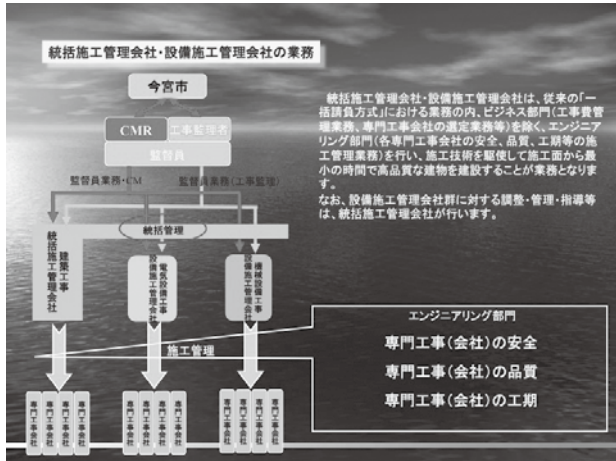 統括施工管理会社・設備施工管理会社の業務
今宮市
CMR
工事監理者
監督員
監督員業務・CM
監督員業務(工事監理)
統括管理
建築工事
統括施工管理会社
電気設備工事
設備施工管理会社
機械設備工事
設備施工管理会社
施工管理
専門工事会社
専門工事会社
専門工事会社
専門工事会社
専門工事会社
専門工事会社
専門工事会社
専門工事会社
専門工事会社
専門工事会社
専門工事会社
専門工事会社
統括施工管理会社・設備施工管理会社は、従来の「一
括請負方式」における業務の内、ビジネス部門(工事費管
理業務、専門工事会社の選定業務等)を除く、エンジニア
リング部門(各専門工事会社の安全、品質、工期等の施
工管理業務)を行い、施工技術を駆使して施工面から最
小の時間で高品質な建物を建設することが業務となりま
す。
なお、設備施工管理会社群に対する調整・管理・指導等
は、統括施工管理会社が行います。
エンジニアリング部門
専門工事(会社)の安全
専門工事(会社)の品質
専門工事(会社)の工期